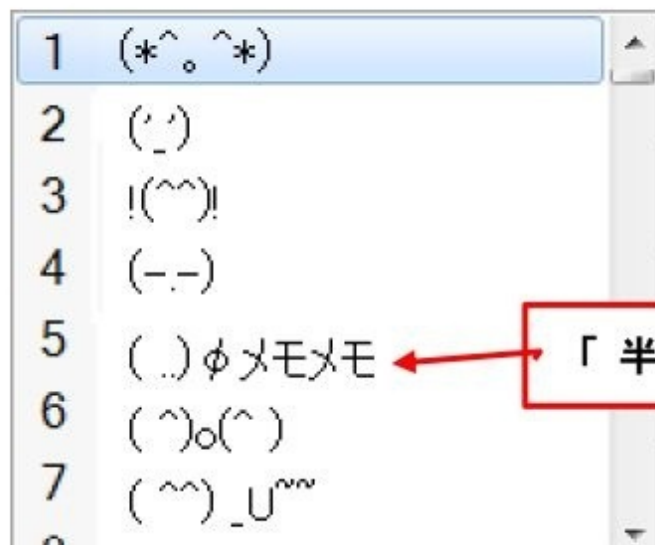 1 (*^。^*)
2 ('_')
3 !(^^)!
4 (-.-)
5 ( ..)φメモメモ
「半
6 ( ^)o(^ )
7 ( ^^) _U~~